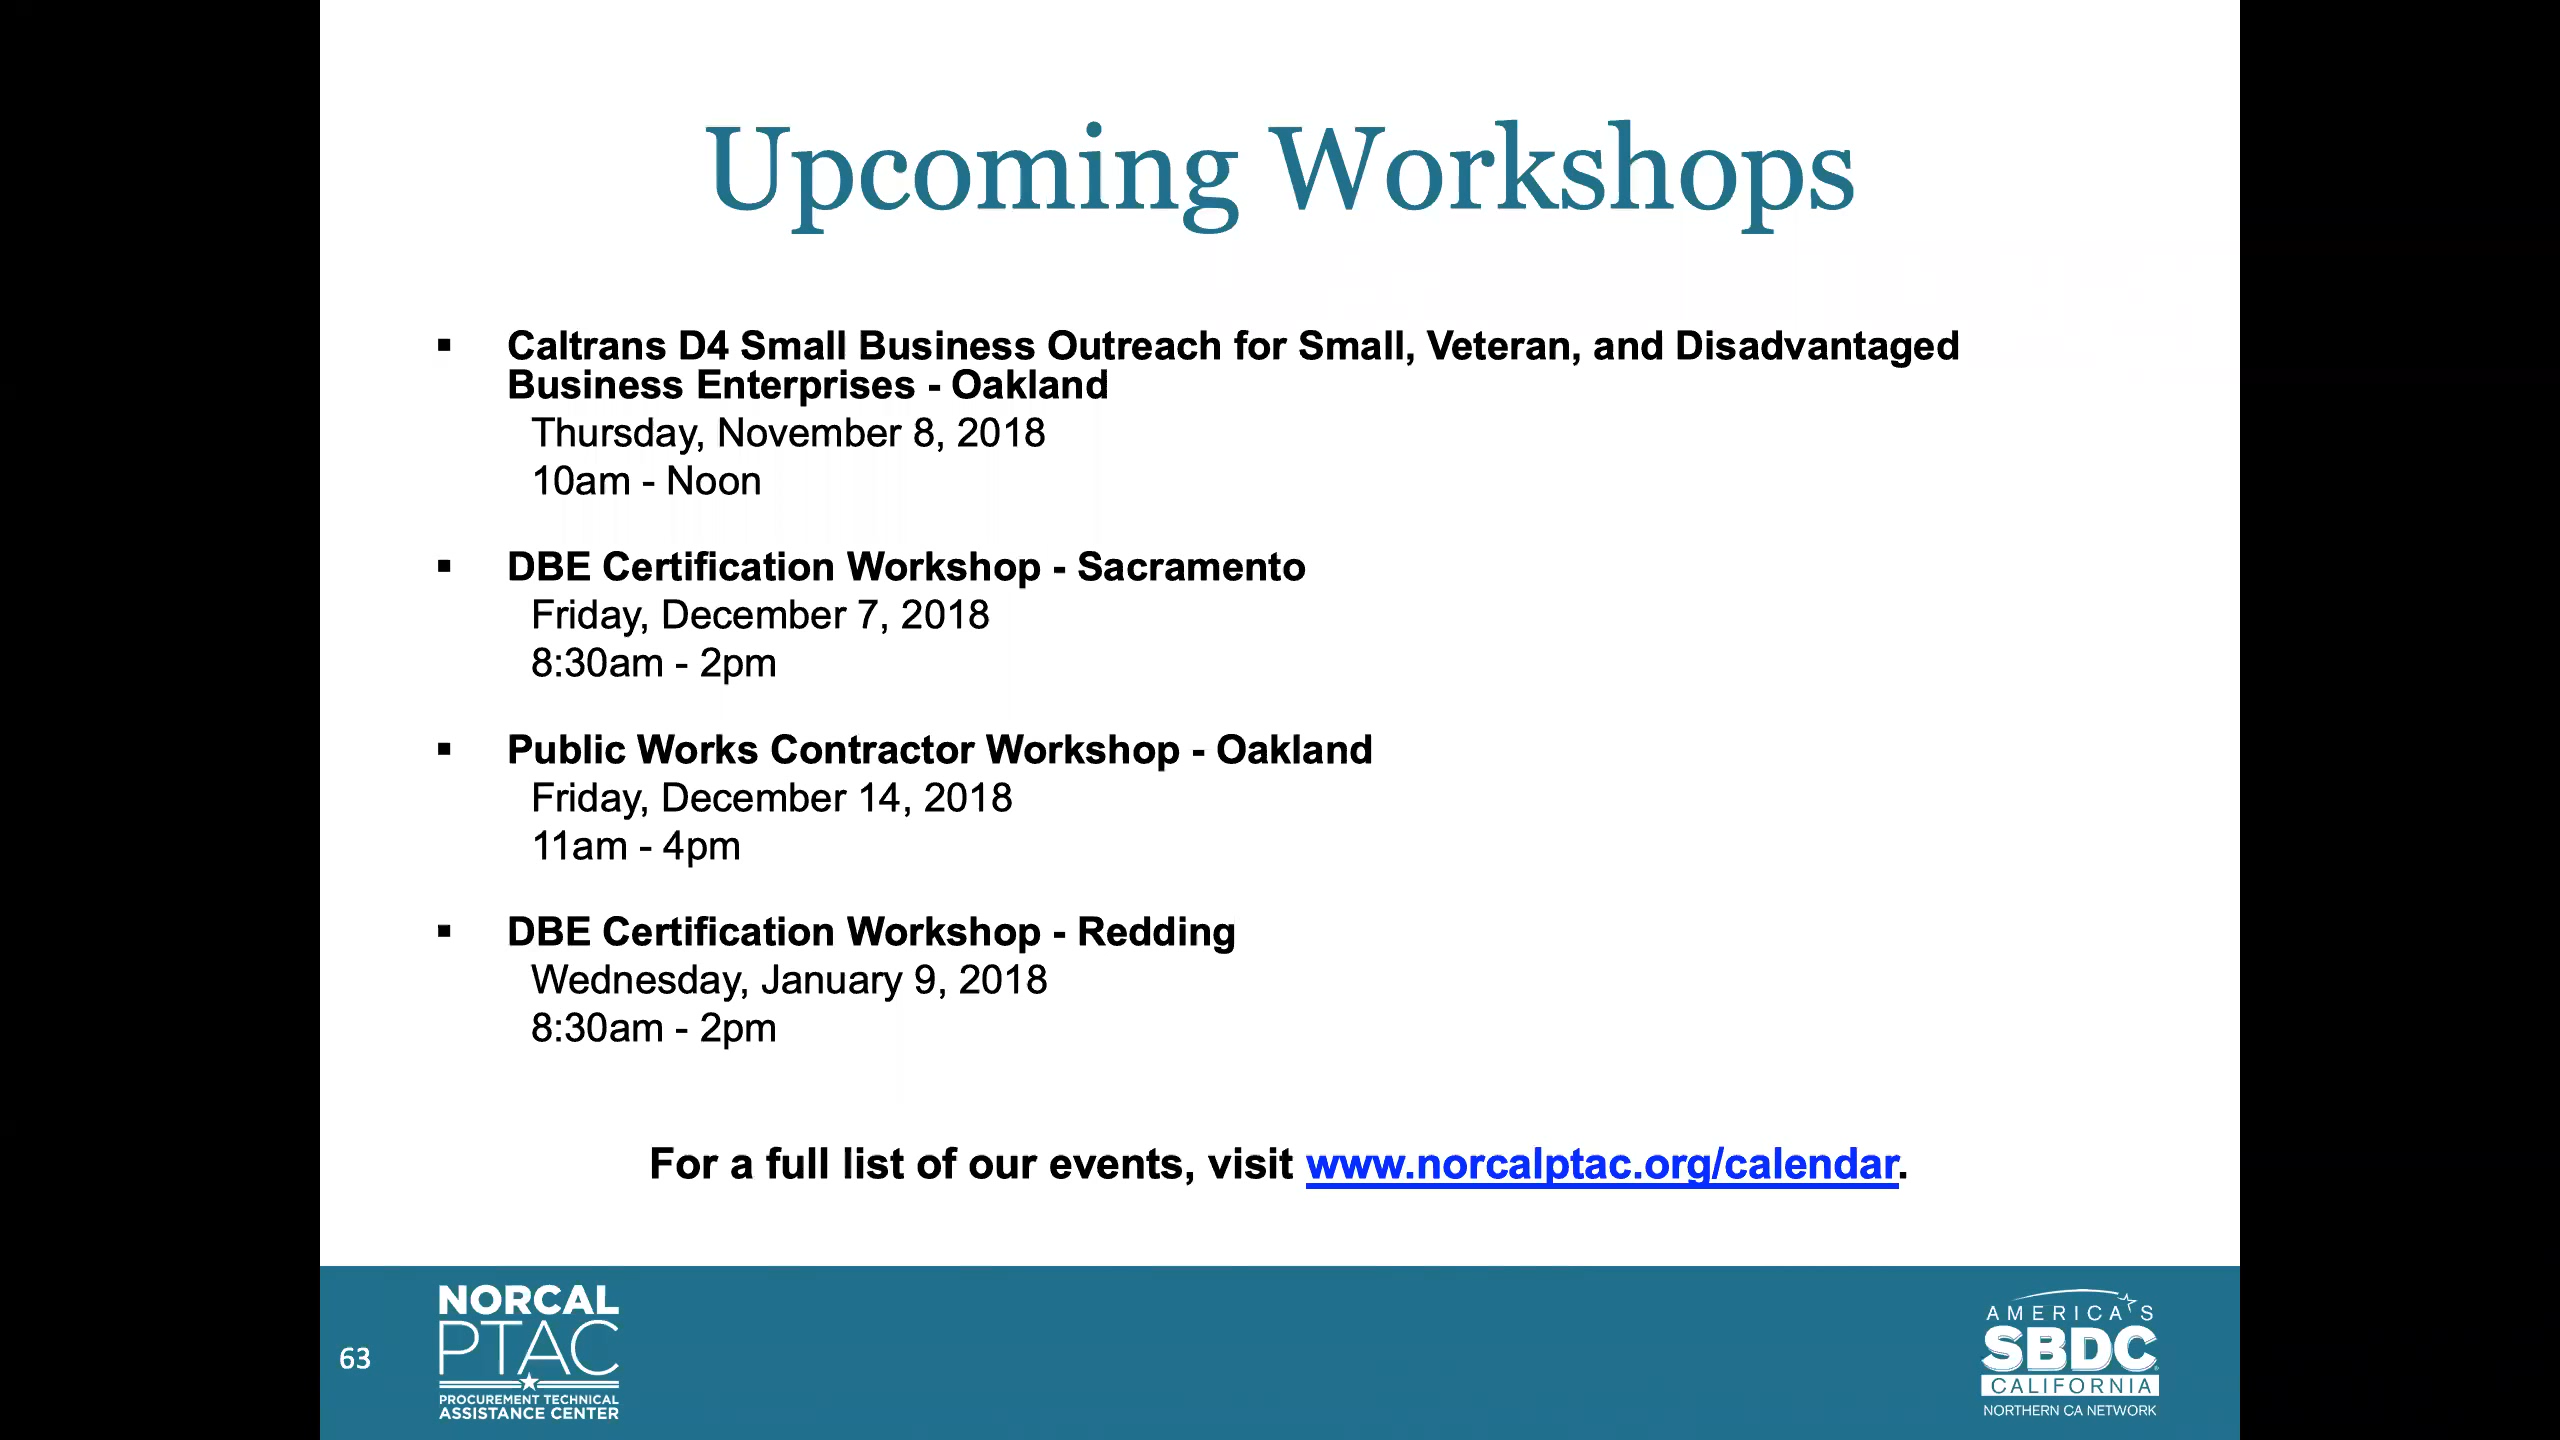 Upcoming Workshops
▪ Caltrans D4 Small Business Outreach for Small, Veteran, and Disadvantaged
Business Enterprises - Oakland
Thursday, November 8, 2018
10am - Noon
▪ DBE Certification Workshop - Sacramento
Friday, December 7, 2018
8:30am - 2pm
▪ Public Works Contractor Workshop - Oakland
Friday, December 14, 2018
11am - 4pm
▪ DBE Certification Workshop - Redding
Wednesday, January 9, 2018
8:30am - 2pm
For a full list of our events, visit www.norcalptac.org/calendar.
63
NORCAL
PTAC
PROCUREMENT TECHNICAL
ASSISTANCE CENTER
AMERICA'S
SBDC
CALIFORNIA
NORTHERN CA NETWORK